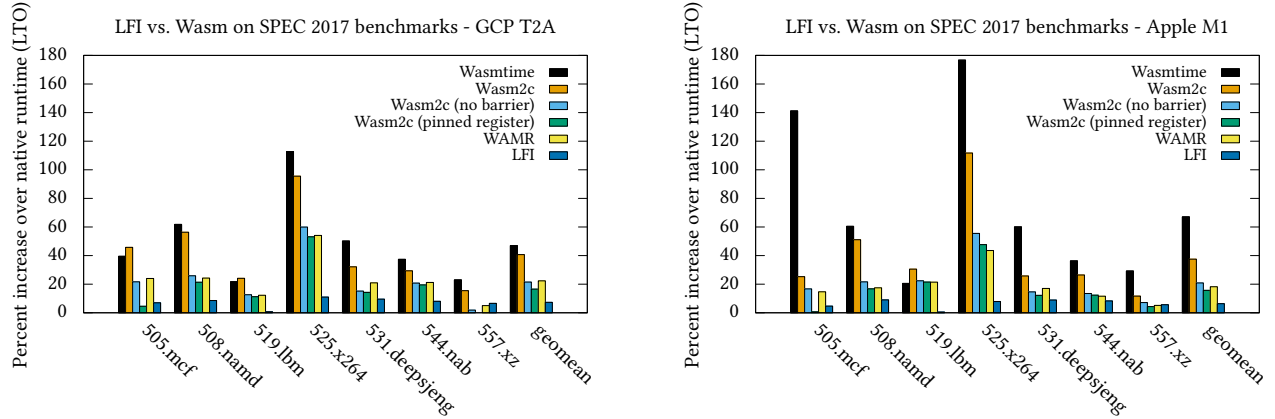 LFI vs. Wasm on SPEC 2017 benchmarks - GCP T2A
Percent increase over native runtime (LTO)
180
160
140
120
100
80
60
40
20
0
Wasmtime
Wasm2c
Wasm2c (no barrier)
Wasm2c (pinned register)
WAMR
LFI
505.mcf
508.namd
519.lbm
525.x264
531.deepsjeng
544.nab
557.xz
geomean
LFI vs. Wasm on SPEC 2017 benchmarks - Apple M1
Percent increase over native runtime (LTO)
180
160
140
120
100
80
60
40
20
0
Wasmtime
Wasm2c
Wasm2c (no barrier)
Wasm2c (pinned register)
WAMR
LFI
505.mcf
508.namd
519.lbm
525.x264
531.deepsjeng
544.nab
557.xz
geomean